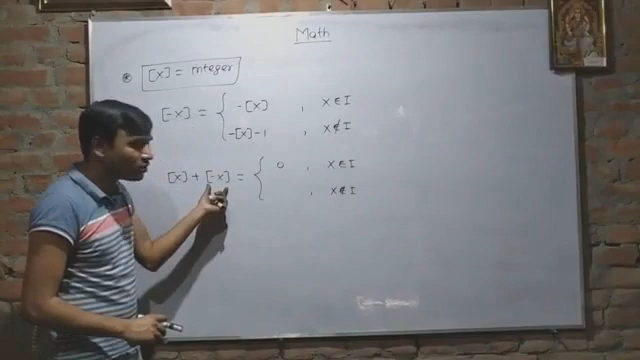 Math
* [x] = integer
[-x] = { -[x] , x ∈ I
-[x]-1 , x ∉ I
[x] + [-x] = { 0 , x ∈ I
, x ∉ I